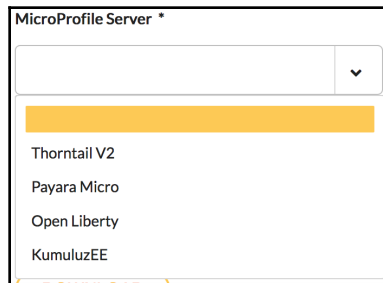 MicroProfile Server *
Thorntail V2
Payara Micro
Open Liberty
KumuluzEE